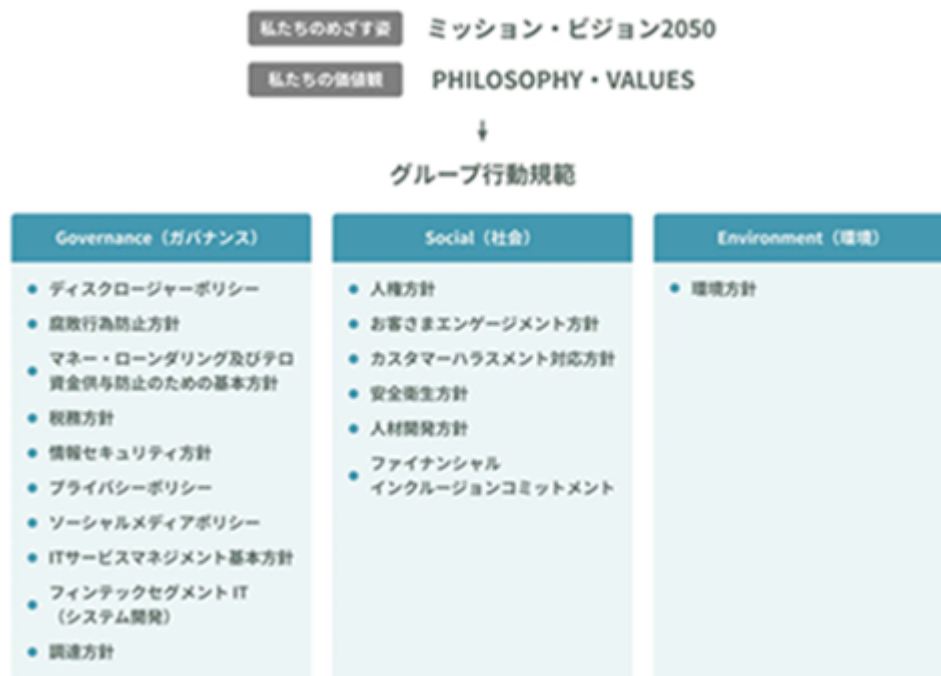 私たちのめざす姿 ミッション・ビジョン2050
私たちの価値観 PHILOSOPHY・VALUES
グループ行動規範
Governance（ガバナンス）
ディスクロージャーポリシー
腐敗行為防止方針
マネー・ローンダリング及びテロ
資金供与防止のための基本方針
税務方針
情報セキュリティ方針
プライバシーポリシー
ソーシャルメディアポリシー
ITサービスマネジメント基本方針
フィンテックセグメント IT
（システム開発）
調達方針
Social（社会）
人権方針
お客さまエンゲージメント方針
カスタマーハラスメント対応方針
安全衛生方針
人材開発方針
ファイナンシャル
インクルージョンコミットメント
Environment（環境）
環境方針